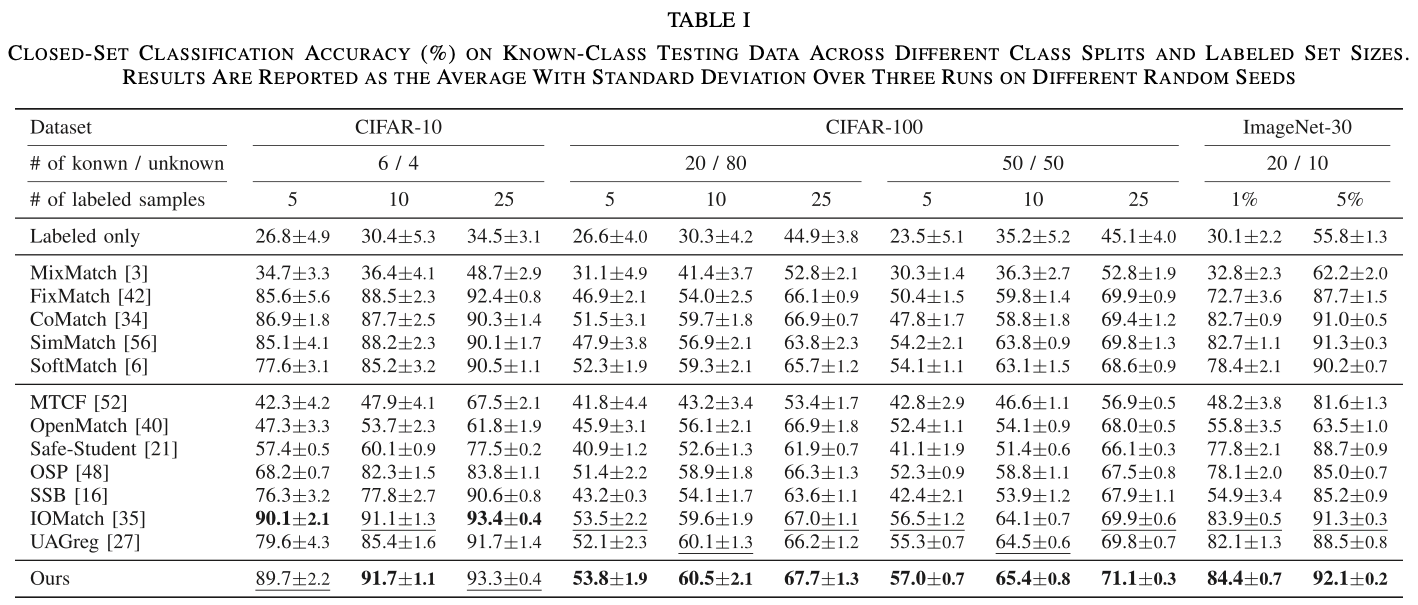 TABLE I
CLOSED-SET CLASSIFICATION ACCURACY (%) ON KNOWN-CLASS TESTING DATA ACROSS DIFFERENT CLASS SPLITS AND LABELED SET SIZES.
RESULTS ARE REPORTED AS THE AVERAGE WITH STANDARD DEVIATION OVER THREE RUNS ON DIFFERENT RANDOM SEEDS
Dataset CIFAR-10 CIFAR-100 ImageNet-30
# of konwn / unknown 6 / 4 20 / 80 50 / 50 20 / 10
# of labeled samples 5 10 25 5 10 25 5 10 25 1% 5%
Labeled only 26.8±4.9 30.4±5.3 34.5±3.1 26.6±4.0 30.3±4.2 44.9±3.8 23.5±5.1 35.2±5.2 45.1±4.0 30.1±2.2 55.8±1.3
MixMatch [3] 34.7±3.3 36.4±4.1 48.7±2.9 31.1±4.9 41.4±3.7 52.8±2.1 30.3±1.4 36.3±2.7 52.8±1.9 32.8±2.3 62.2±2.0
FixMatch [42] 85.6±5.6 88.5±2.3 92.4±0.8 46.9±2.1 54.0±2.5 66.1±0.9 50.4±1.5 59.8±1.4 69.9±0.9 72.7±3.6 87.7±1.5
CoMatch [34] 86.9±1.8 87.7±2.5 90.3±1.4 51.5±3.1 59.7±1.8 66.9±0.7 47.8±1.7 58.8±1.8 69.4±1.2 82.7±0.9 91.0±0.5
SimMatch [56] 85.1±4.1 88.2±2.3 90.1±1.7 47.9±3.8 56.9±2.1 63.8±2.3 54.2±2.1 63.8±0.9 69.8±1.3 82.7±1.1 91.3±0.3
SoftMatch [6] 77.6±3.1 85.2±3.2 90.5±1.1 52.3±1.9 59.3±2.1 65.7±1.2 54.1±1.1 63.1±1.5 68.6±0.9 78.4±2.1 90.2±0.7
MTCF [52] 42.3±4.2 47.9±4.1 67.5±2.1 41.8±4.4 43.2±3.4 53.4±1.7 42.8±2.9 46.6±1.1 56.9±0.5 48.2±3.8 81.6±1.3
OpenMatch [40] 47.3±3.3 53.7±2.3 61.8±1.9 45.9±3.1 56.1±2.1 66.9±1.8 52.4±1.1 54.1±0.9 68.0±0.5 55.8±3.5 63.5±1.0
Safe-Student [21] 57.4±0.5 60.1±0.9 77.5±0.2 40.9±1.2 52.6±1.3 61.9±0.7 41.1±1.9 51.4±0.6 66.1±0.3 77.8±2.1 88.7±0.9
OSP [48] 68.2±0.7 82.3±1.5 83.8±1.1 51.4±2.2 58.9±1.8 66.3±1.3 52.3±0.9 58.8±1.1 67.5±0.8 78.1±2.0 85.0±0.7
SSB [16] 76.3±3.2 77.8±2.7 90.6±0.8 43.2±0.3 54.1±1.7 63.6±1.1 42.4±2.1 53.9±1.2 67.9±1.1 54.9±3.4 85.2±0.9
IOMatch [35] 90.1±2.1 91.1±1.3 93.4±0.4 53.5±2.2 59.6±1.9 67.0±1.1 56.5±1.2 64.1±0.7 69.9±0.6 83.9±0.5 91.3±0.3
UAGreg [27] 79.6±4.3 85.4±1.6 91.7±1.4 52.1±2.3 60.1±1.3 66.2±1.2 55.3±0.7 64.5±0.6 69.8±0.7 82.1±1.3 88.5±0.8
Ours 89.7±2.2 91.7±1.1 93.3±0.4 53.8±1.9 60.5±2.1 67.7±1.3 57.0±0.7 65.4±0.8 71.1±0.3 84.4±0.7 92.1±0.2